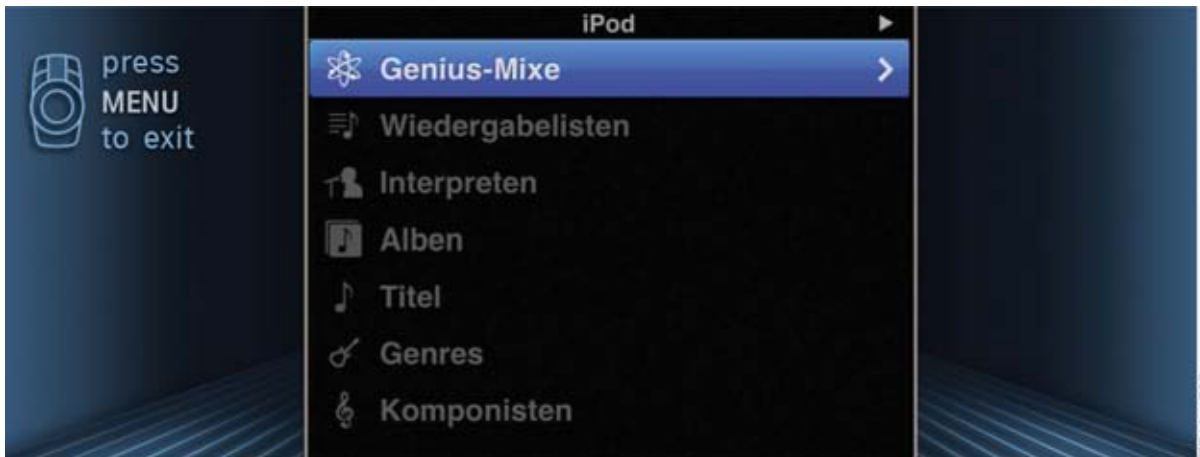 press
MENU
to exit
iPod
Genius-Mixe
Wiedergabelisten
Interpreten
Alben
Titel
Genres
Komponisten